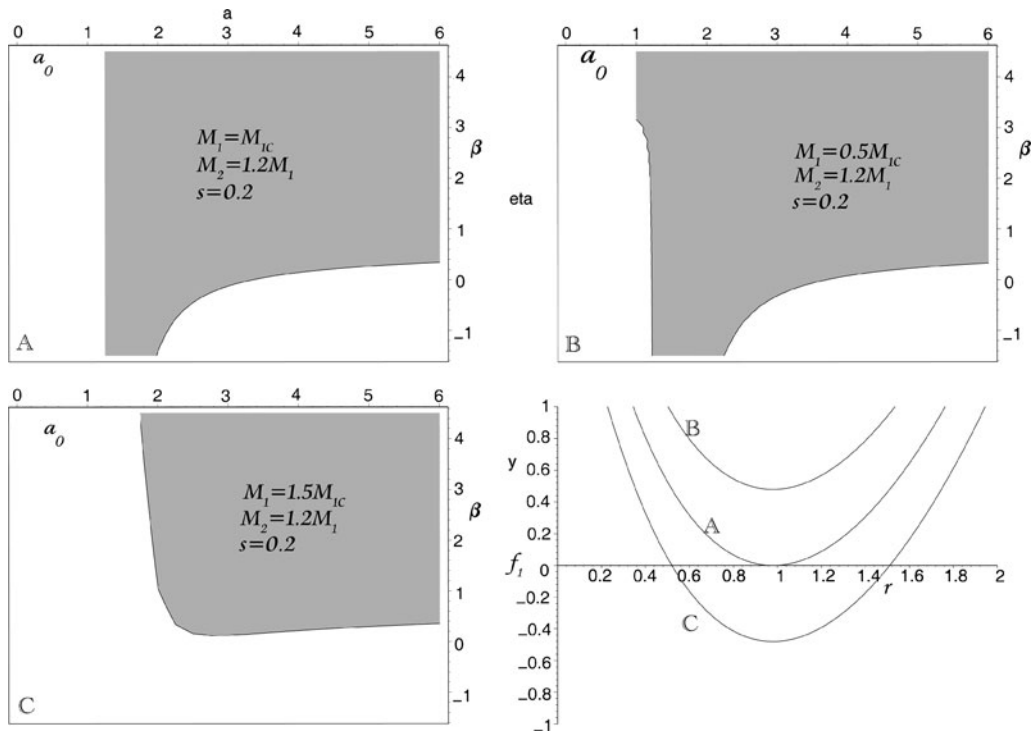 a
0 1 2 3 4 5 6
a₀
M₁=M₁C
M₂=1.2M₁
s=0.2
4
3
β
2
1
0
−1
A
0 1 2 3 4 5 6
a₀
M₁=0.5M₁C
M₂=1.2M₁
s=0.2
eta
4
3
β
2
1
0
−1
B
0 1 2 3 4 5 6
a₀
M₁=1.5M₁C
M₂=1.2M₁
s=0.2
4
3
β
2
1
0
−1
C
1
0.8
y
0.6
0.4
0.2
0
f₁
−0.2
−0.4
−0.6
−0.8
−1
B
A
C
0.2 0.4 0.6 0.8 1 1.2 1.4 1.6 1.8 2
r